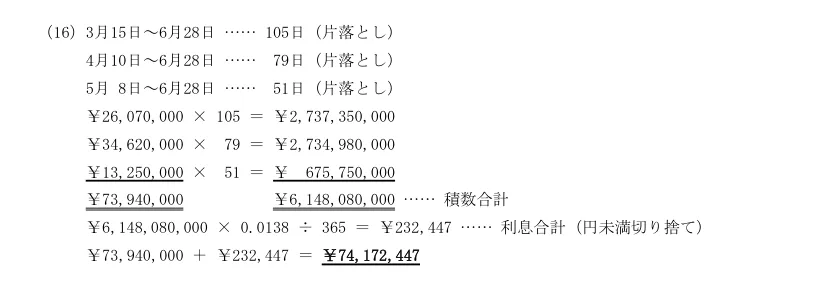 (16) 3月15日～6月28日 …… 105日（片落とし）
4月10日～6月28日 …… 79日（片落とし）
5月 8日～6月28日 …… 51日（片落とし）
￥26,070,000 × 105 ＝ ￥2,737,350,000
￥34,620,000 × 79 ＝ ￥2,734,980,000
￥13,250,000 × 51 ＝ ￥ 675,750,000
￥73,940,000 ￥6,148,080,000 …… 積数合計
￥6,148,080,000 × 0.0138 ÷ 365 ＝ ￥232,447 …… 利息合計（円未満切り捨て）
￥73,940,000 ＋ ￥232,447 ＝ ￥74,172,447